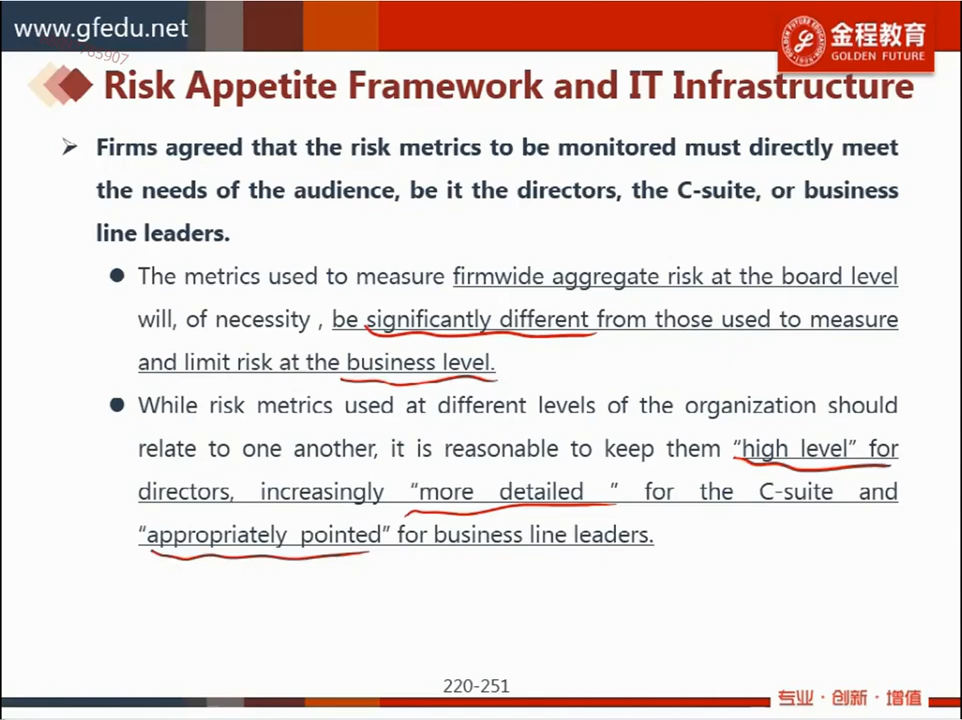 www.gfedu.net
765907
金程教育
GOLDEN FUTURE
Risk Appetite Framework and IT Infrastructure
Firms agreed that the risk metrics to be monitored must directly meet
the needs of the audience, be it the directors, the C-suite, or business
line leaders.
The metrics used to measure firmwide aggregate risk at the board level
will, of necessity , be significantly different from those used to measure
and limit risk at the business level.
While risk metrics used at different levels of the organization should
relate to one another, it is reasonable to keep them “high level” for
directors, increasingly “more detailed ” for the C-suite and
“appropriately pointed” for business line leaders.
220-251
专业·创新·增值